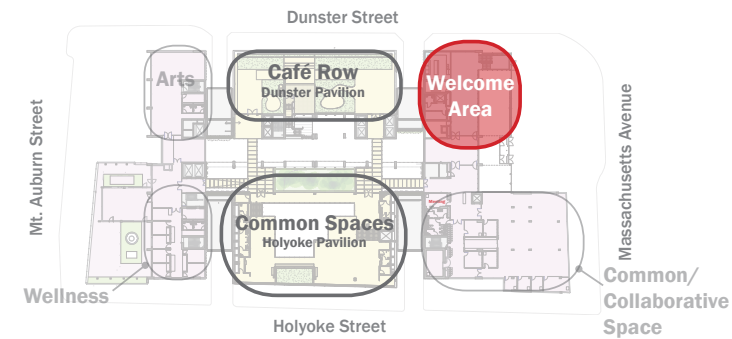 Dunster Street
Arts
Café Row
Dunster Pavilion
Welcome
Area
Mt. Auburn Street
Massachusetts Avenue
Common Spaces
Holyoke Pavilion
Wellness
Common/
Collaborative
Space
Holyoke Street